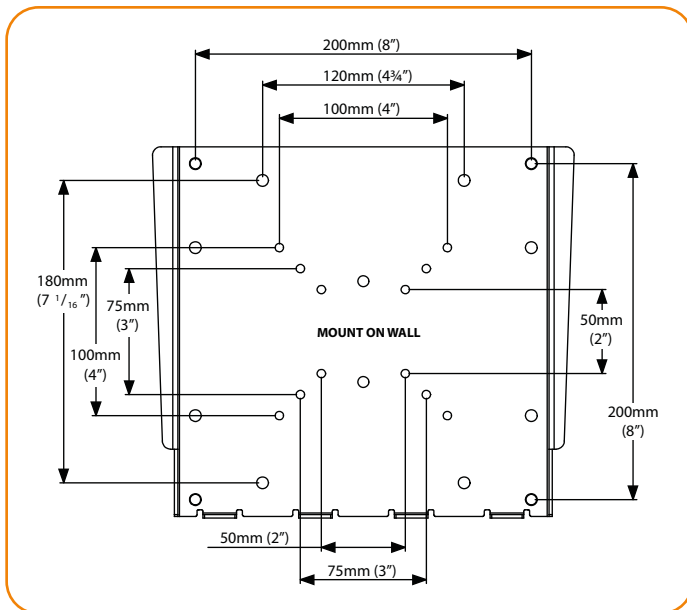 200mm (8”)
120mm (4¾”)
100mm (4”)
180mm
(7 1/16 ”)
75mm
(3”)
100mm
(4”)
MOUNT ON WALL
50mm
(2”)
200mm
(8”)
50mm (2”)
75mm (3”)